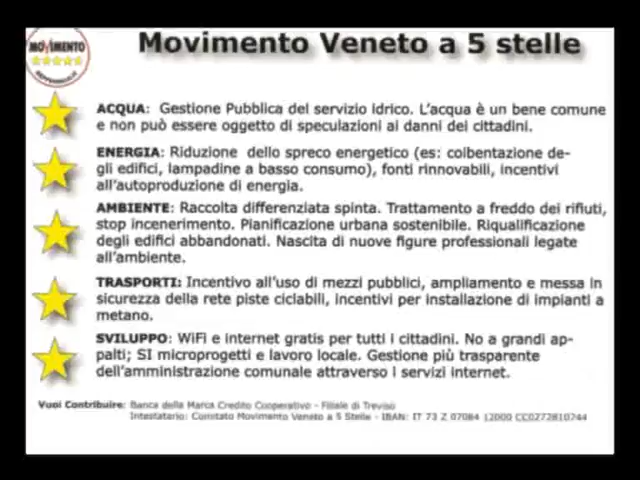 Movimento Veneto a 5 stelle
MOVIMENTO
ACQUA: Gestione Pubblica del servizio idrico. L'acqua è un bene comune
e non può essere oggetto di speculazioni ai danni dei cittadini.
ENERGIA: Riduzione dello spreco energetico (es: coibentazione de-
gli edifici, lampadine a basso consumo), fonti rinnovabili, incentivi
all'autoproduzione di energia.
AMBIENTE: Raccolta differenziata spinta. Trattamento a freddo dei rifiuti,
stop incenerimento. Pianificazione urbana sostenibile. Riqualificazione
degli edifici abbandonati. Nascita di nuove figure professionali legate
all'ambiente.
TRASPORTI: Incentivo all'uso di mezzi pubblici, ampliamento e messa in
sicurezza della rete piste ciclabili, incentivi per installazione di impianti a
metano.
SVILUPPO: WiFi e internet gratis per tutti i cittadini. No a grandi ap-
palti; SI microprogetti e lavoro locale. Gestione più trasparente
dell'amministrazione comunale attraverso i servizi internet.
Vuoi Contribuire: Banca della Marca Credito Cooperativo - Filiale di Treviso
Intestatario: Comitato Movimento Veneto a 5 Stelle - IBAN: IT 73 Z 07084 12000 CC0272810744